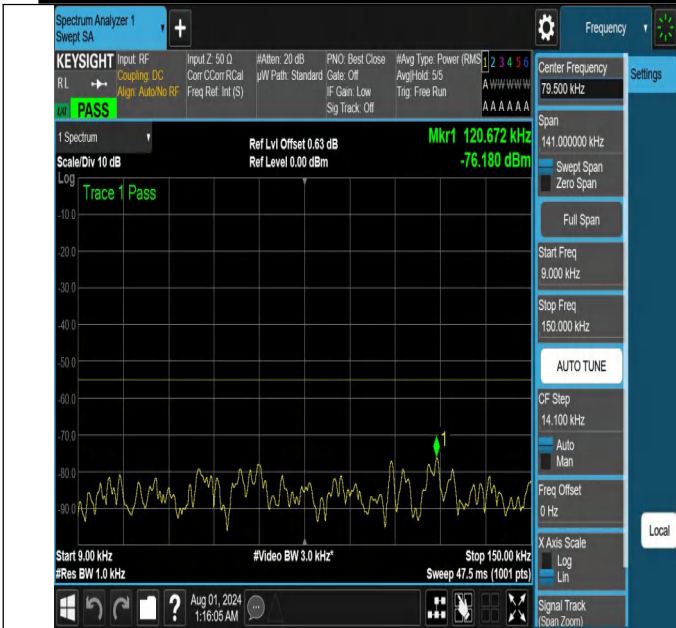 Spectrum Analyzer 1
Swept SA
+
Frequency
KEYSIGHT
RL
PASS
Input: RF
Coupling: DC
Align: Auto/No RF
Input Z: 50 Ω
Corr CCorr RCal
Freq Ref: Int (S)
#Atten: 20 dB
µW Path: Standard
PNO: Best Close
Gate: Off
IF Gain: Low
Sig Track: Off
#Avg Type: Power (RMS
Avg|Hold: 5/5
Trig: Free Run
1 2 3 4 5 6
A W W W W W
A A A A A A
1 Spectrum
Scale/Div 10 dB
Log
Ref Lvl Offset 0.63 dB
Ref Level 0.00 dBm
Mkr1 120.672 kHz
-76.180 dBm
Trace 1 Pass
-10.0
-20.0
-30.0
-40.0
-50.0
-60.0
-70.0
-80.0
-90.0
1
Start 9.00 kHz
#Res BW 1.0 kHz
#Video BW 3.0 kHz*
Stop 150.00 kHz
Sweep 47.5 ms (1001 pts)
Center Frequency
79.500 kHz
Settings
Span
141.000000 kHz
Swept Span
Zero Span
Full Span
Start Freq
9.000 kHz
Stop Freq
150.000 kHz
AUTO TUNE
CF Step
14.100 kHz
Auto
Man
Freq Offset
0 Hz
X Axis Scale
Log
Lin
Local
Signal Track
(Span Zoom)
?
Aug 01, 2024
1:16:05 AM